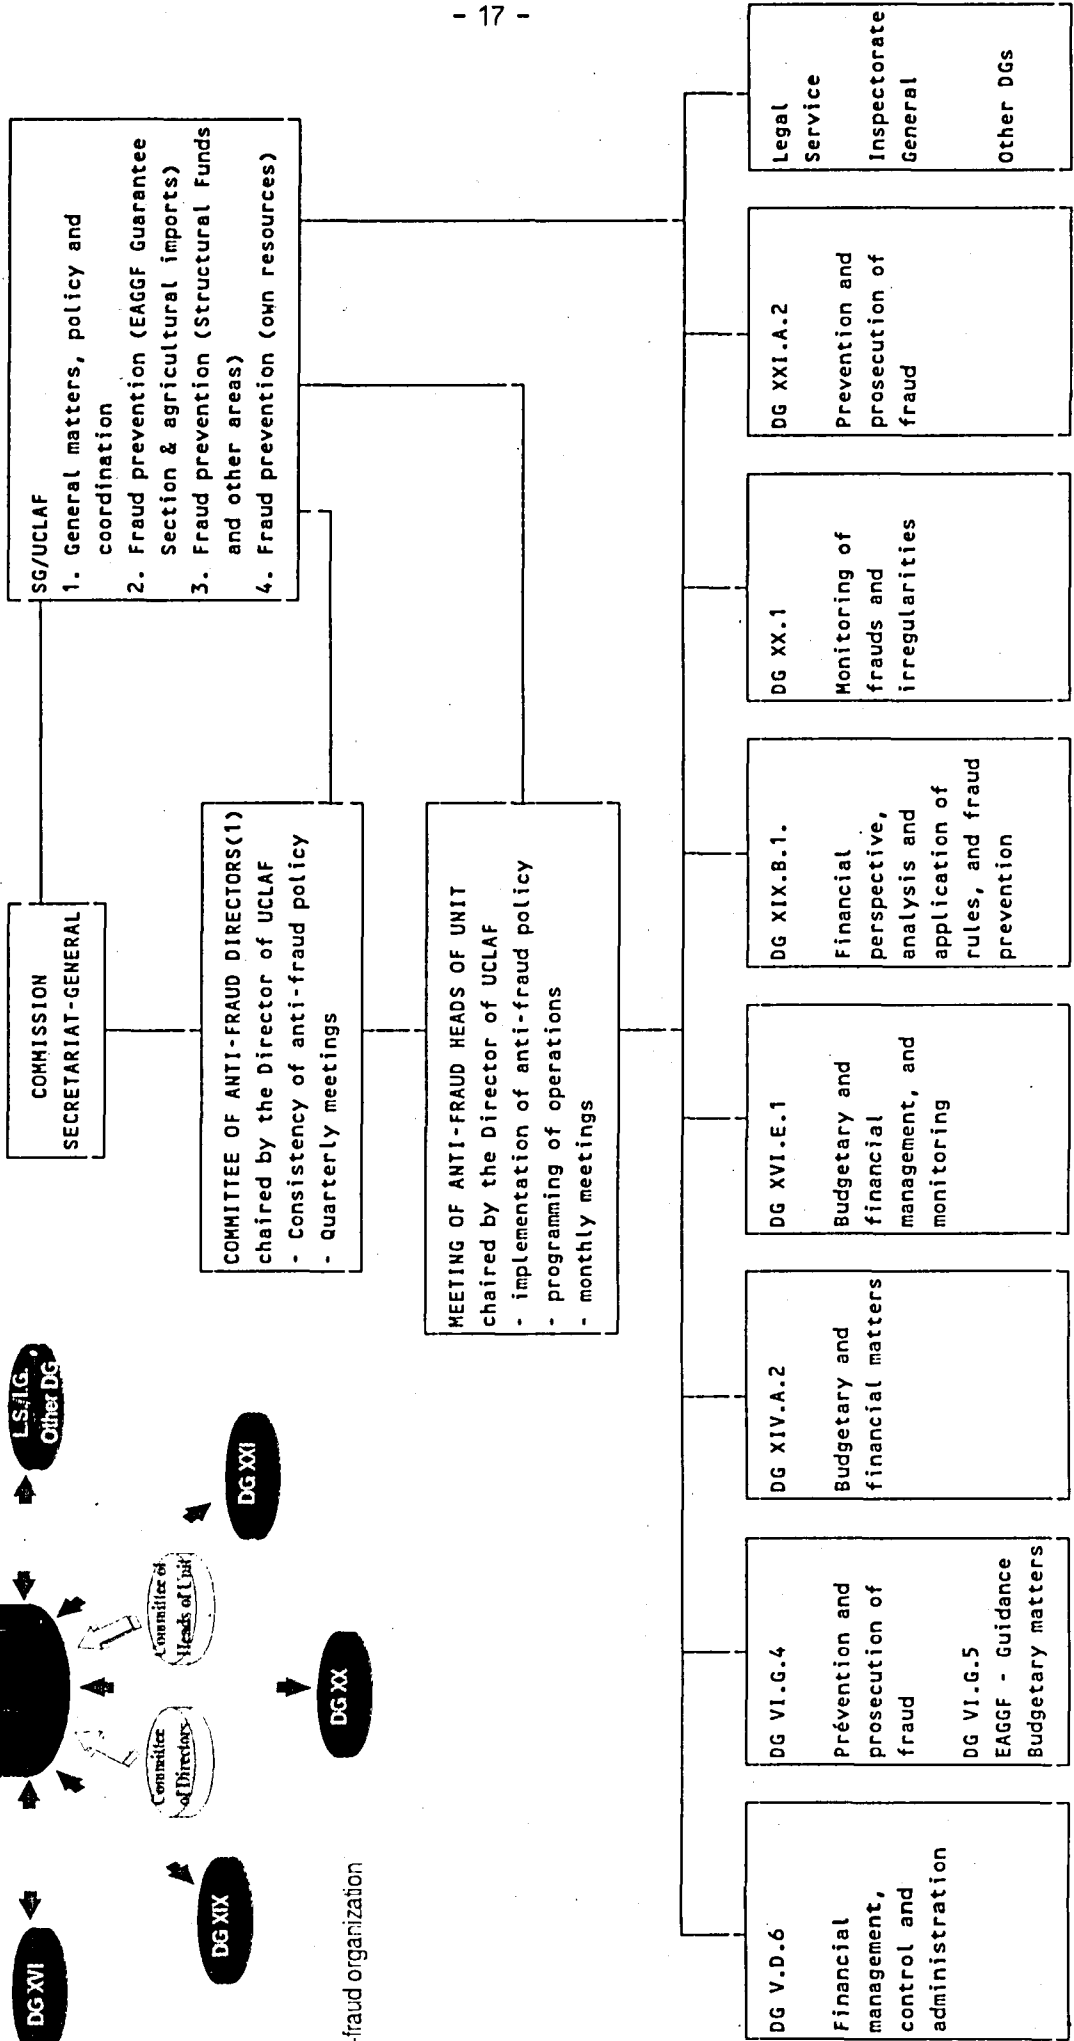 - 17 -
DG XVI
L.S./I.G.
Other DG
DG XIX
Committee
of Directors
Committee of
Heads of Unit
DG XXI
DG XX
-fraud organization
COMMISSION
SECRETARIAT-GENERAL
SG/UCLAF
1. General matters, policy and
coordination
2. Fraud prevention (EAGGF Guarantee
Section & agricultural imports)
3. Fraud prevention (Structural Funds
and other areas)
4. Fraud prevention (own resources)
COMMITTEE OF ANTI-FRAUD DIRECTORS(1)
chaired by the Director of UCLAF
- Consistency of anti-fraud policy
- Quarterly meetings
MEETING OF ANTI-FRAUD HEADS OF UNIT
chaired by the Director of UCLAF
- implementation of anti-fraud policy
- programming of operations
- monthly meetings
DG V.D.6
Financial
management,
control and
administration
DG VI.G.4
Prévention and
prosecution of
fraud
DG VI.G.5
EAGGF - Guidance
Budgetary matters
DG XIV.A.2
Budgetary and
financial matters
DG XVI.E.1
Budgetary and
financial
management, and
monitoring
DG XIX.B.1.
Financial
perspective,
analysis and
application of
rules, and fraud
prevention
DG XX.1
Monitoring of
frauds and
irregularities
DG XXI.A.2
Prevention and
prosecution of
fraud
Legal
Service
Inspectorate
General
Other DGs